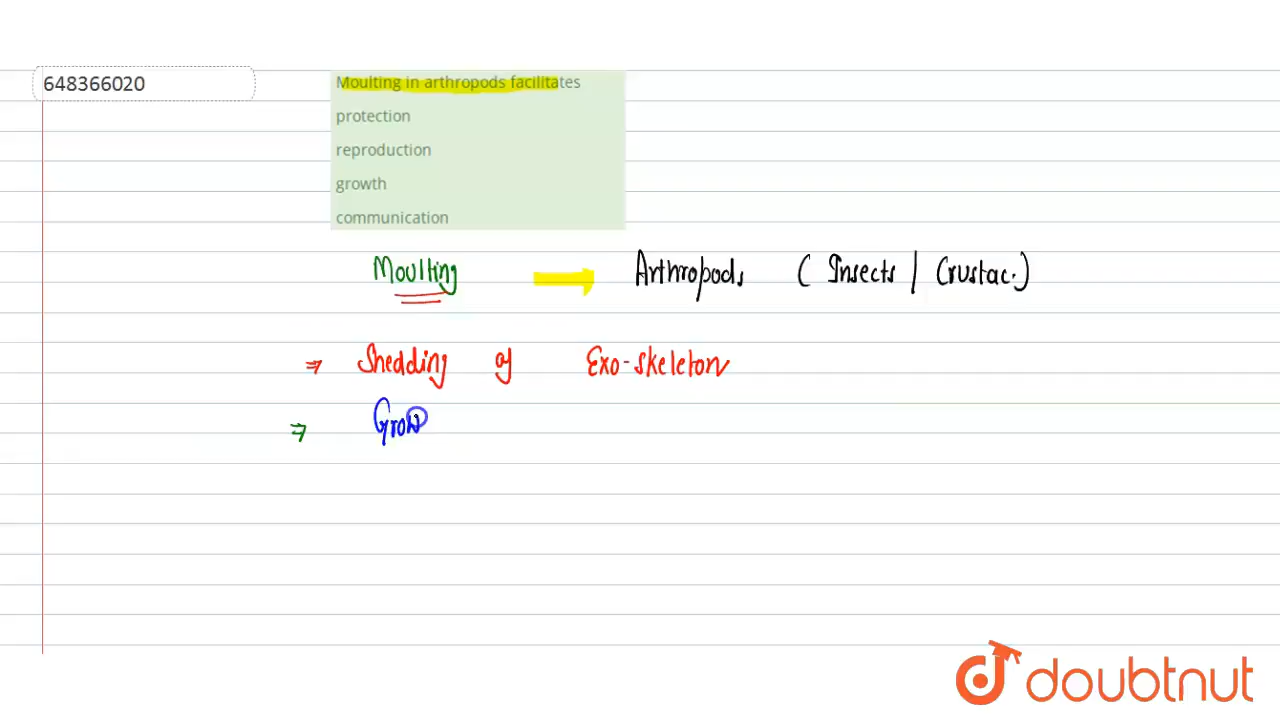 648366020
Moulting in arthropods facilitates
protection
reproduction
growth
communication
Moulting Arthropods ( Insects / Crustac.)
⇒ Shedding of Exo-skeleton
⇒ Grow
doubtnut